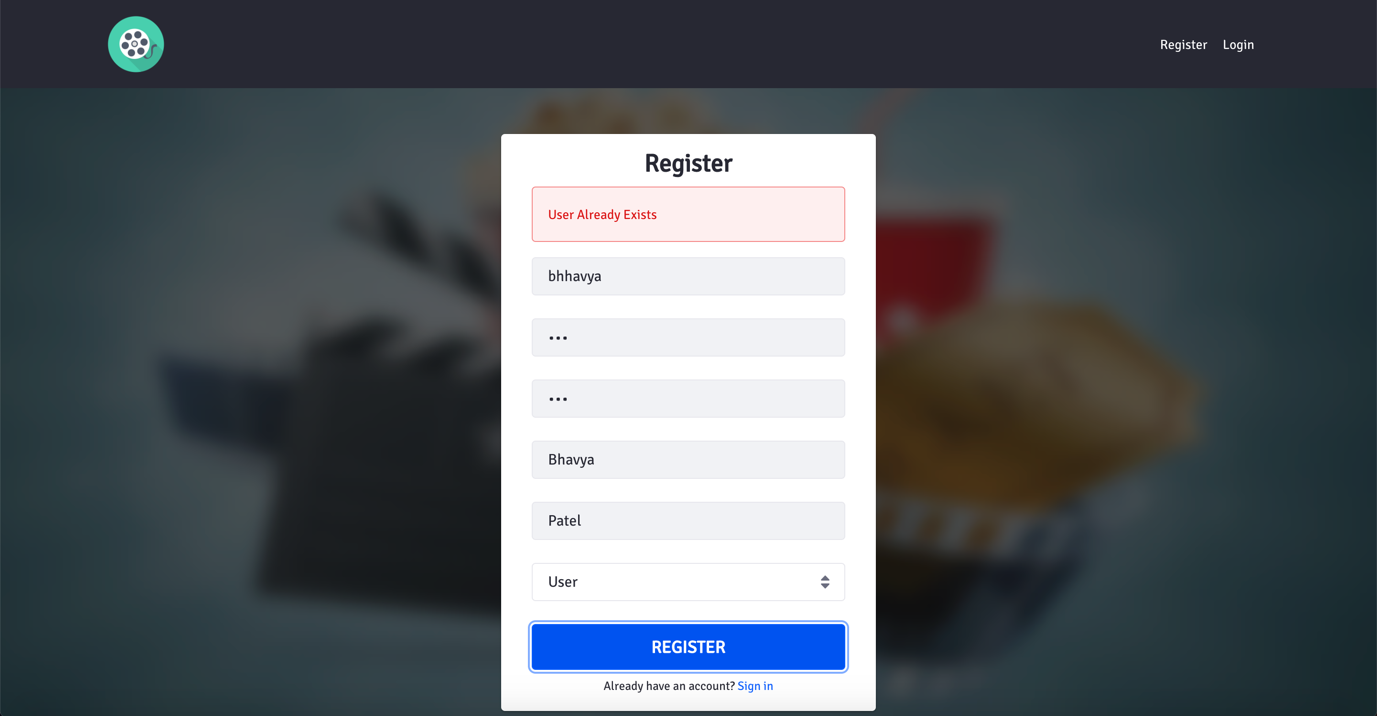 Register Login
Register
User Already Exists
bhhavya
•••
•••
Bhavya
Patel
User
REGISTER
Already have an account? Sign in